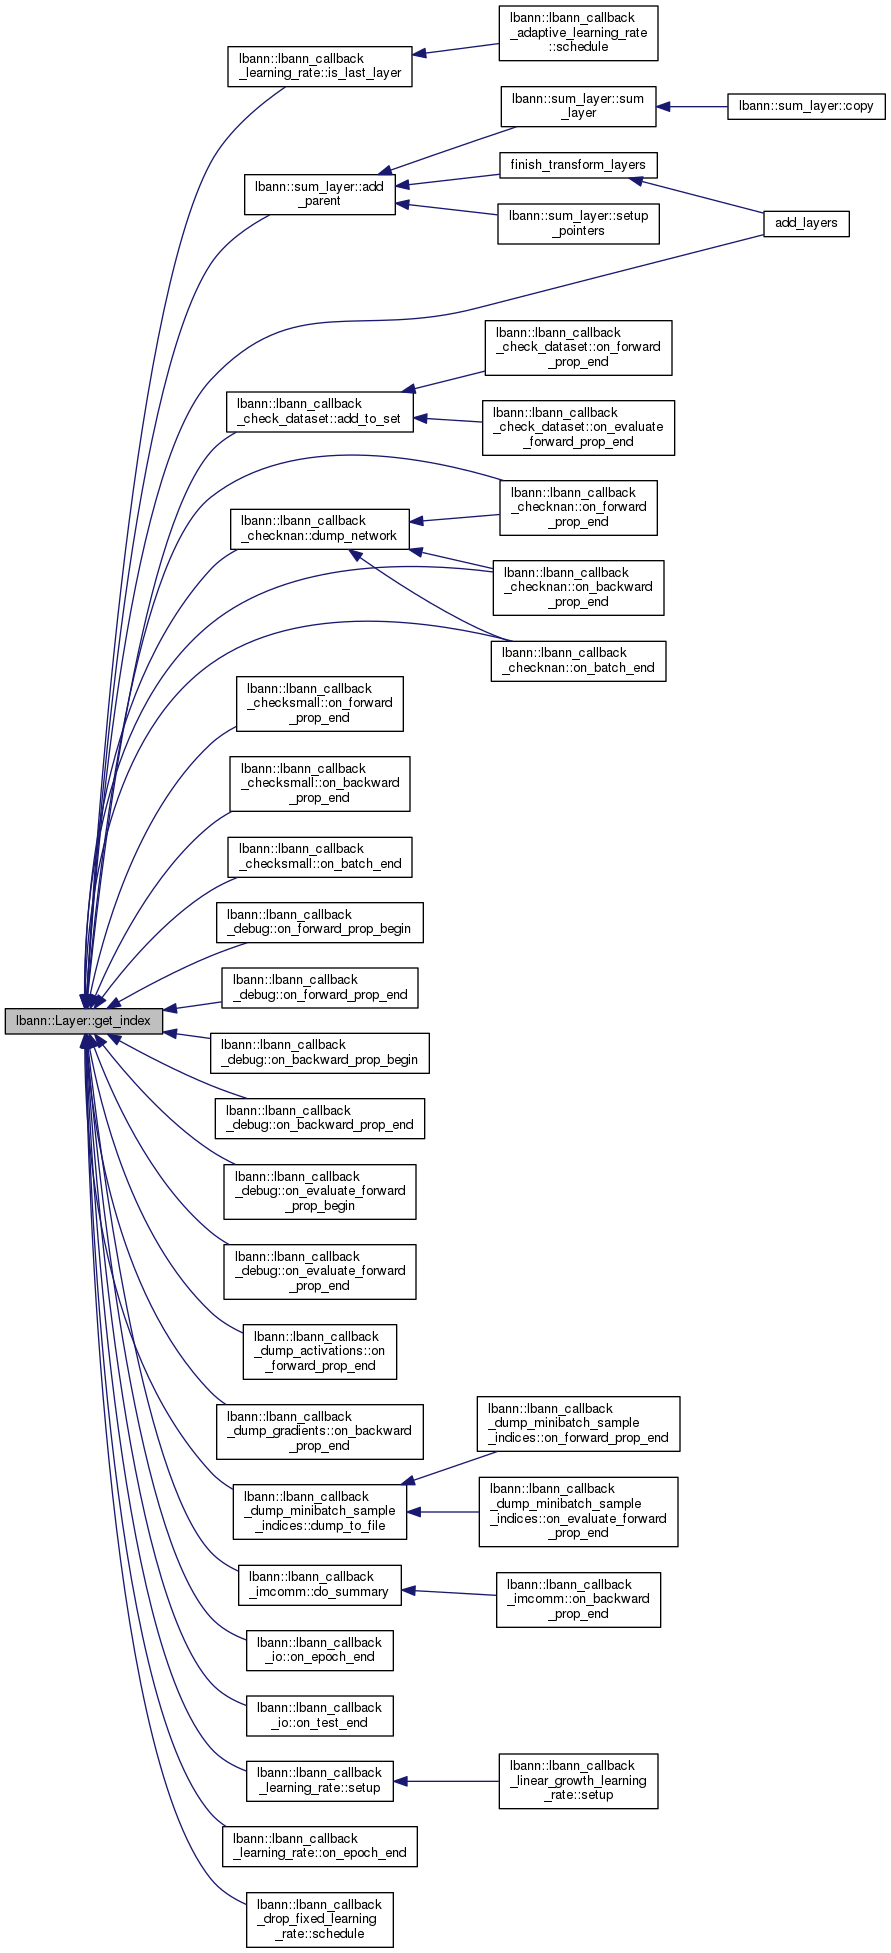 lbann::lbann_callback
_adaptive_learning_rate
::schedule
lbann::lbann_callback
_learning_rate::is_last_layer
lbann::sum_layer::sum
_layer
lbann::sum_layer::copy
finish_transform_layers
lbann::sum_layer::add
_parent
lbann::sum_layer::setup
_pointers
add_layers
lbann::lbann_callback
_check_dataset::on_forward
_prop_end
lbann::lbann_callback
_check_dataset::add_to_set
lbann::lbann_callback
_check_dataset::on_evaluate
_forward_prop_end
lbann::lbann_callback
_checknan::on_forward
_prop_end
lbann::lbann_callback
_checknan::dump_network
lbann::lbann_callback
_checknan::on_backward
_prop_end
lbann::lbann_callback
_checknan::on_batch_end
lbann::lbann_callback
_checksmall::on_forward
_prop_end
lbann::lbann_callback
_checksmall::on_backward
_prop_end
lbann::lbann_callback
_checksmall::on_batch_end
lbann::lbann_callback
_debug::on_forward_prop_begin
lbann::lbann_callback
_debug::on_forward_prop_end
lbann::Layer::get_index
lbann::lbann_callback
_debug::on_backward_prop_begin
lbann::lbann_callback
_debug::on_backward_prop_end
lbann::lbann_callback
_debug::on_evaluate_forward
_prop_begin
lbann::lbann_callback
_debug::on_evaluate_forward
_prop_end
lbann::lbann_callback
_dump_activations::on
_forward_prop_end
lbann::lbann_callback
_dump_gradients::on_backward
_prop_end
lbann::lbann_callback
_dump_minibatch_sample
_indices::on_forward_prop_end
lbann::lbann_callback
_dump_minibatch_sample
_indices::dump_to_file
lbann::lbann_callback
_dump_minibatch_sample
_indices::on_evaluate_forward
_prop_end
lbann::lbann_callback
_imcomm::do_summary
lbann::lbann_callback
_imcomm::on_backward
_prop_end
lbann::lbann_callback
_io::on_epoch_end
lbann::lbann_callback
_io::on_test_end
lbann::lbann_callback
_learning_rate::setup
lbann::lbann_callback
_linear_growth_learning
_rate::setup
lbann::lbann_callback
_learning_rate::on_epoch_end
lbann::lbann_callback
_drop_fixed_learning
_rate::schedule